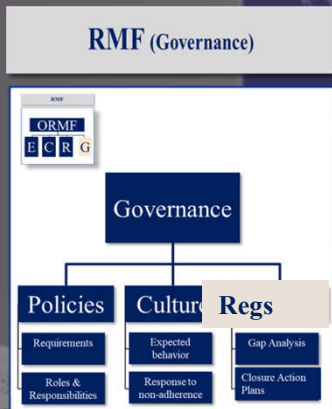 RMF (Governance)
RMF
ORMF
E C R G
Governance
Policies
Culture
Regs
Requirements
Expected
behavior
Gap Analysis
Roles &
Responsibilities
Response to
non-adherence
Closure Action
Plans